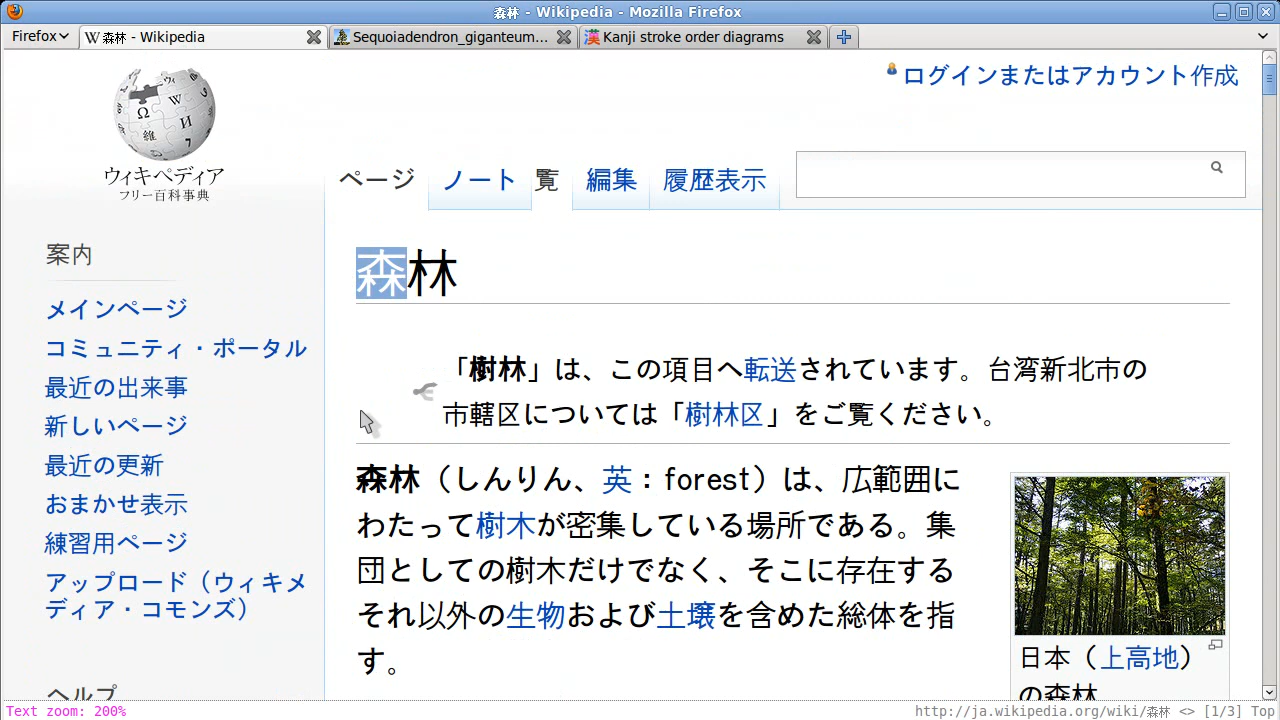 森林 - Wikipedia - Mozilla Firefox
Firefox
W 森林 - Wikipedia
Sequoiadendron_giganteum...
漢 Kanji stroke order diagrams
ログインまたはアカウント作成
Ω W 維 И 7
ウィキペディア
フリー百科事典
ページ ノート 覧 編集 履歴表示
案内
メインページ
コミュニティ・ポータル
最近の出来事
新しいページ
最近の更新
おまかせ表示
練習用ページ
アップロード（ウィキメ
ディア・コモンズ）
ヘルプ
森林
「樹林」は、この項目へ転送されています。台湾新北市の
市轄区については「樹林区」をご覧ください。
森林（しんりん、英：forest）は、広範囲に
わたって樹木が密集している場所である。集
団としての樹木だけでなく、そこに存在する
それ以外の生物および土壌を含めた総体を指
す。
日本（上高地）
の森林
Text zoom: 200%
http://ja.wikipedia.org/wiki/森林 <> [1/3] Top